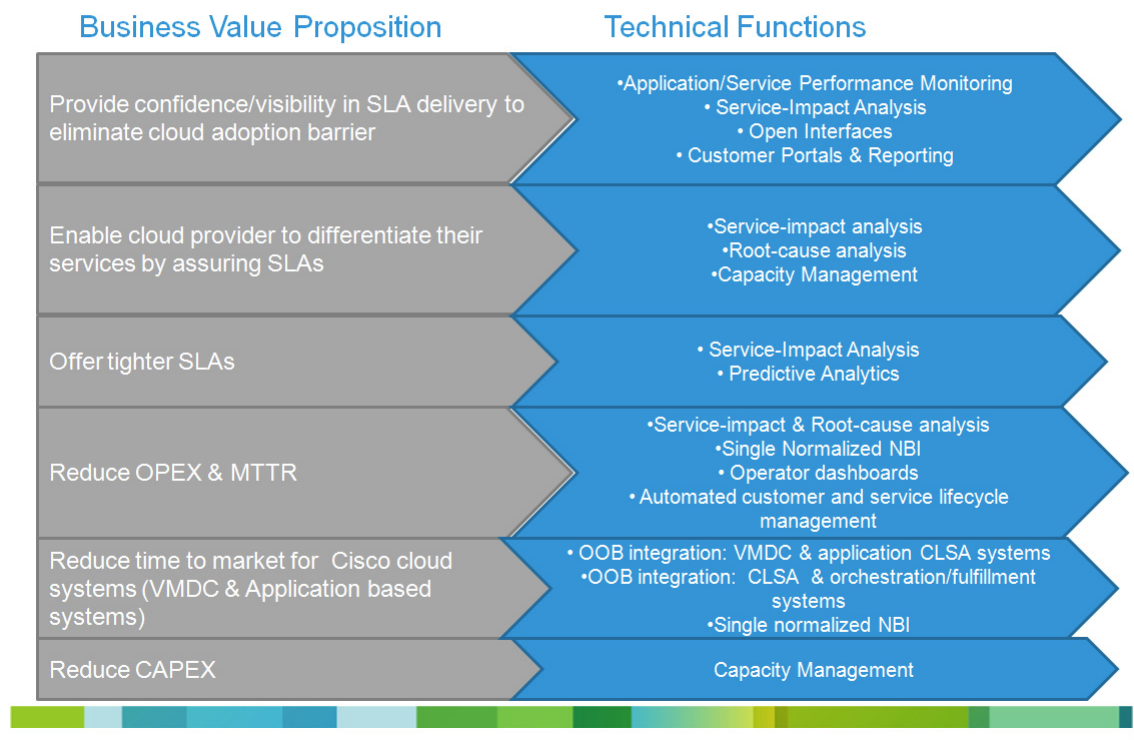 Business Value Proposition
Technical Functions
Provide confidence/visibility in SLA delivery to
eliminate cloud adoption barrier
•Application/Service Performance Monitoring
• Service-Impact Analysis
• Open Interfaces
• Customer Portals & Reporting
Enable cloud provider to differentiate their
services by assuring SLAs
•Service-impact analysis
•Root-cause analysis
•Capacity Management
Offer tighter SLAs
• Service-Impact Analysis
• Predictive Analytics
Reduce OPEX & MTTR
•Service-impact & Root-cause analysis
•Single Normalized NBI
• Operator dashboards
• Automated customer and service lifecycle
management
Reduce time to market for Cisco cloud
systems (VMDC & Application based
systems)
• OOB integration: VMDC & application CLSA systems
•OOB integration: CLSA & orchestration/fulfillment
systems
•Single normalized NBI
Reduce CAPEX
Capacity Management